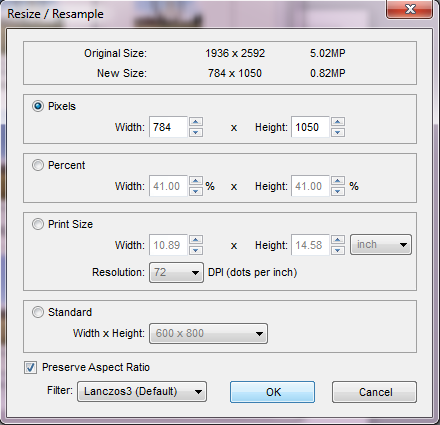 Resize / Resample
Original Size: 1936 x 2592 5.02MP
New Size: 784 x 1050 0.82MP
Pixels
Width: 784 x Height: 1050
Percent
Width: 41.00 % x Height: 41.00 %
Print Size
Width: 10.89 x Height: 14.58 inch
Resolution: 72 DPI (dots per inch)
Standard
Width x Height: 600 x 800
Preserve Aspect Ratio
Filter: Lanczos3 (Default) OK Cancel